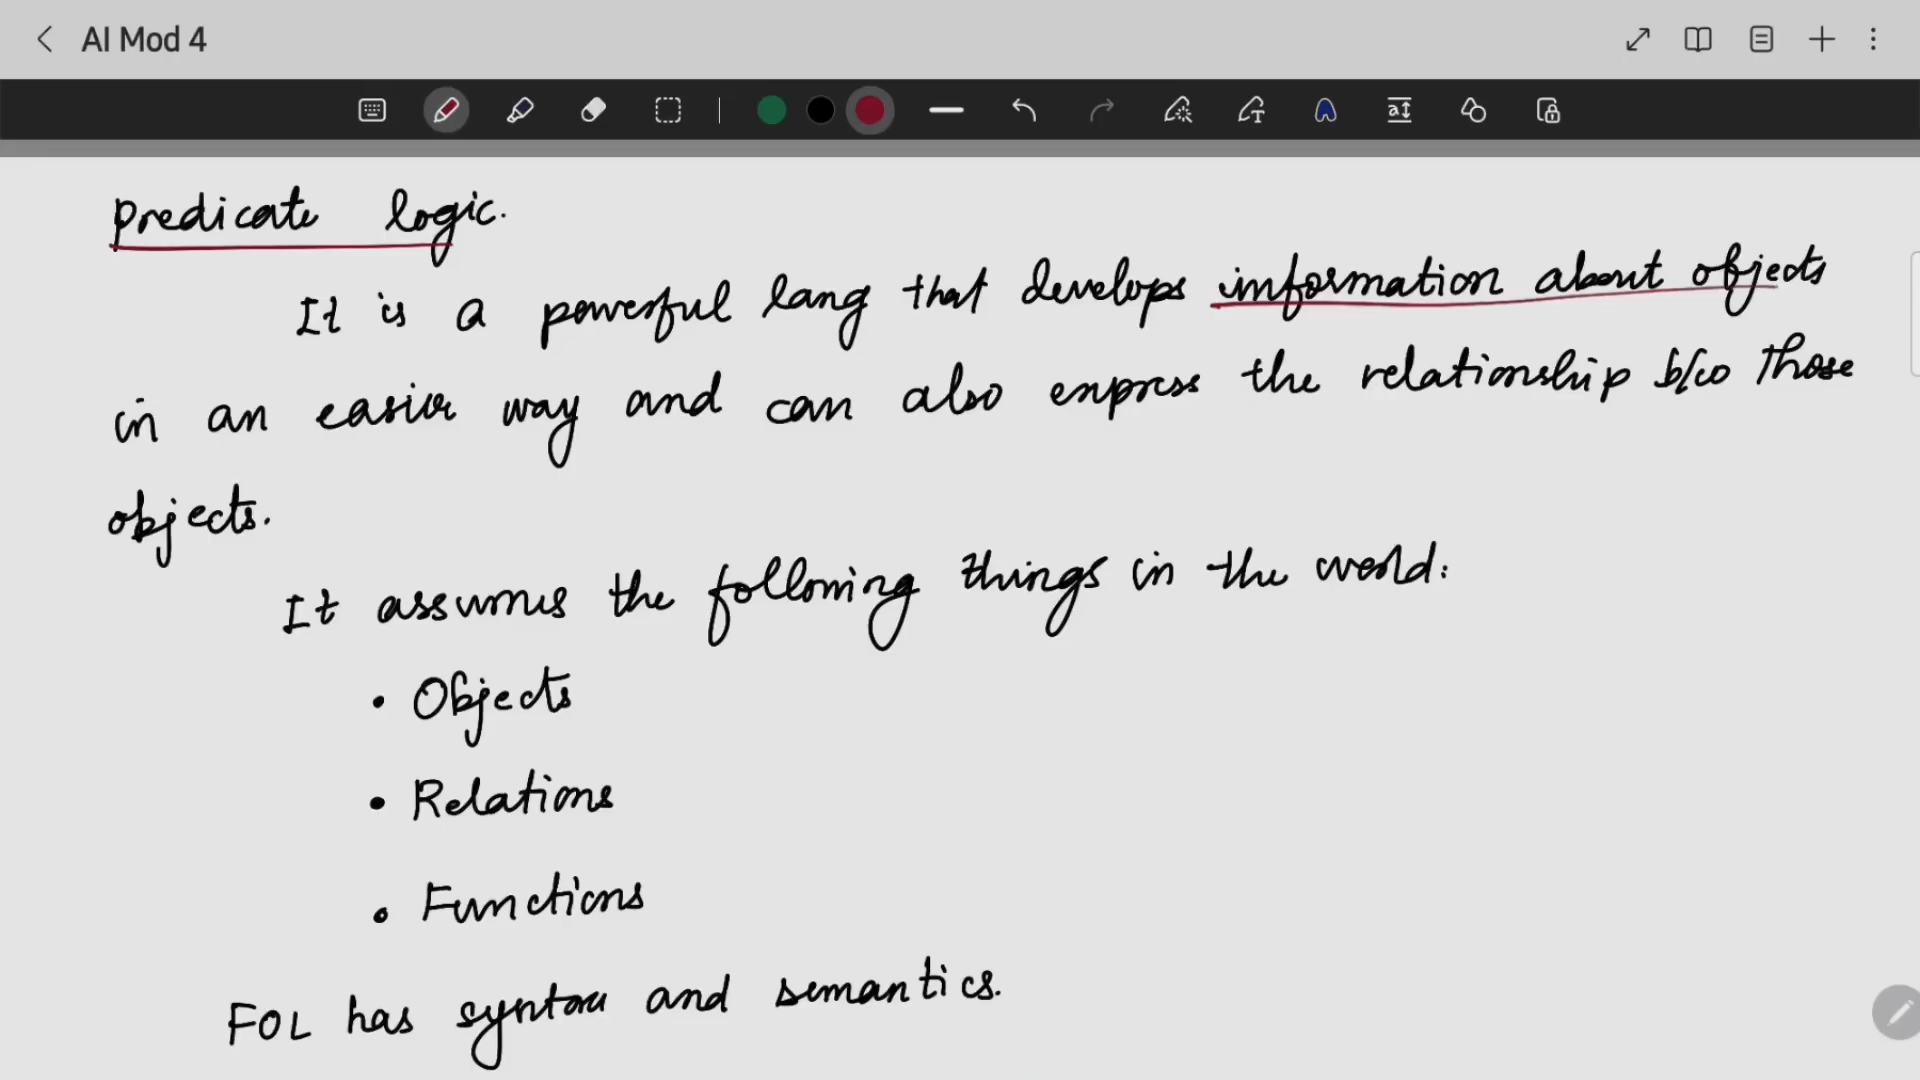 AI Mod 4
Predicate logic.
It is a powerful lang that develops information about objects
in an easier way and can also express the relationship b/w those
objects.
It assumes the following things in the world:
• Objects
• Relations
• Functions
FOL has syntax and semantics.